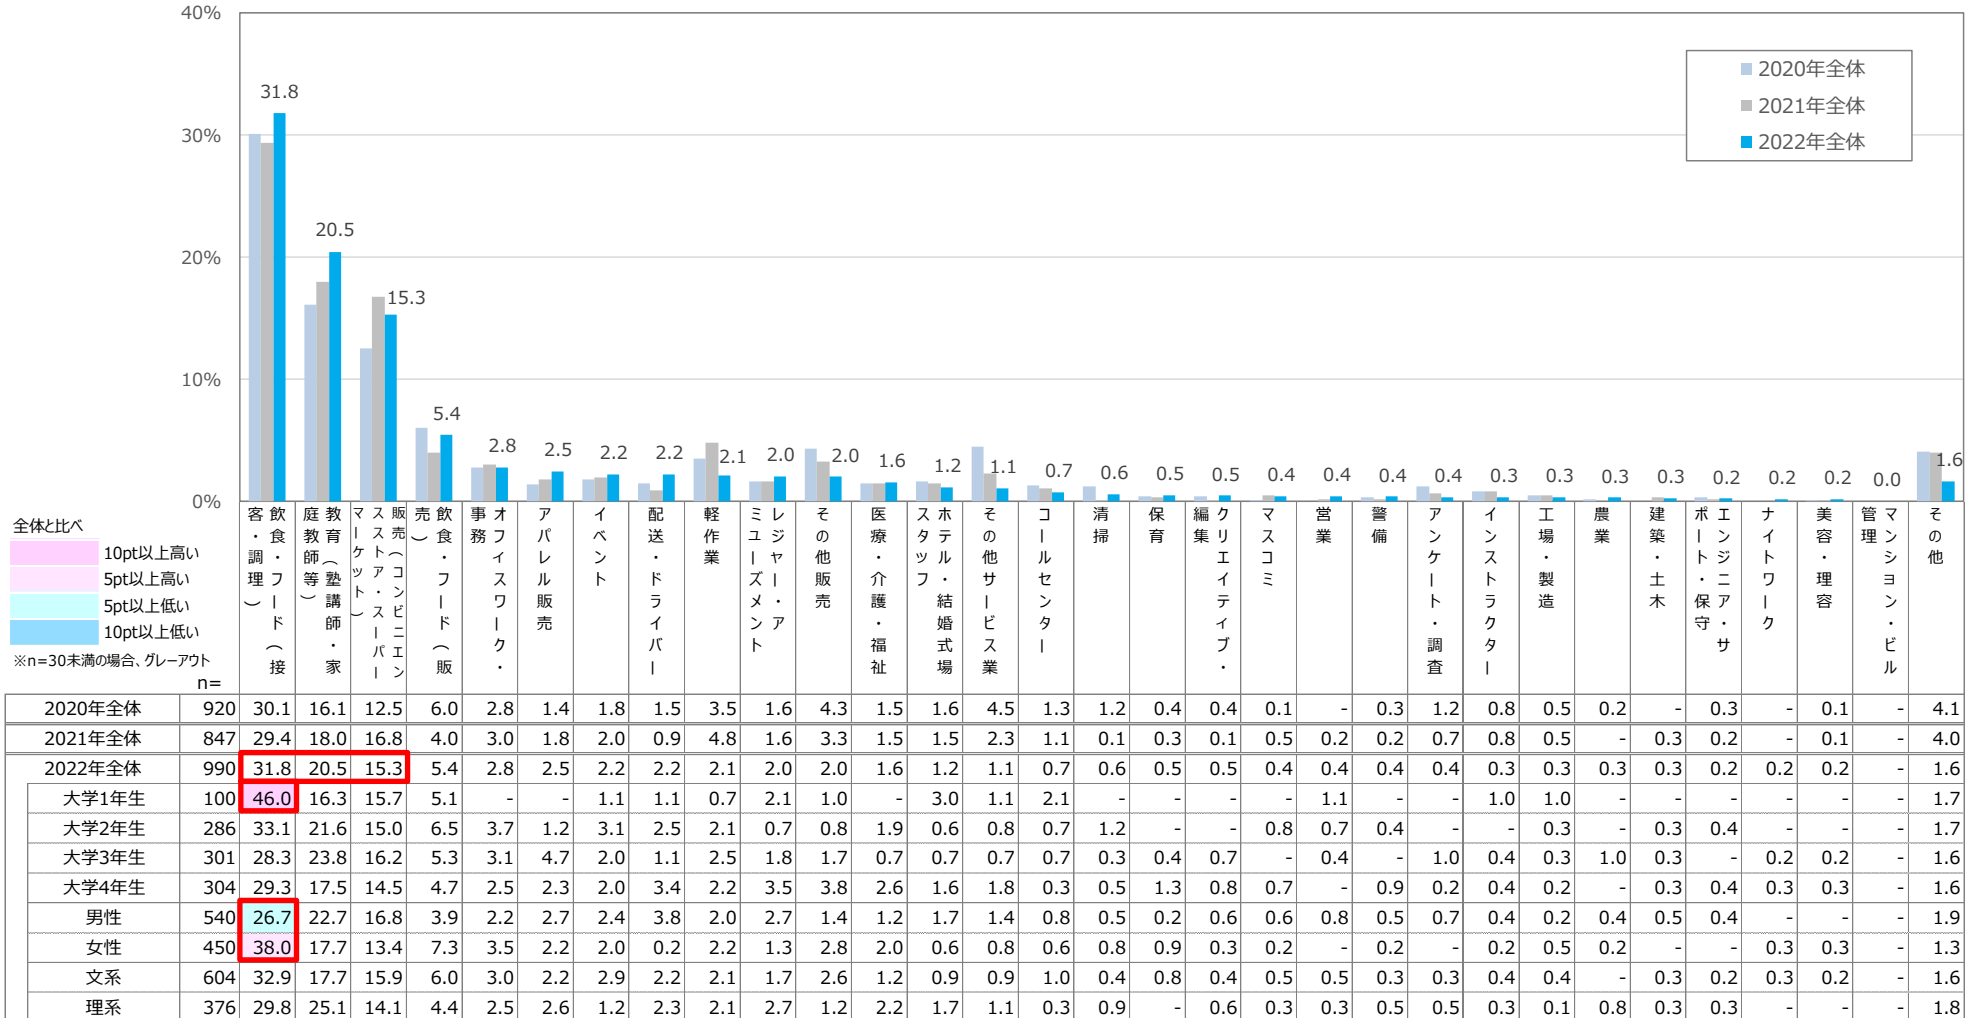 40%
30%
20%
10%
0%
2020年全体
2021年全体
2022年全体
31.8
20.5
15.3
5.4
2.8
2.5
2.2
2.2
2.1
2.0
2.0
1.6
1.2
1.1
0.7
0.6
0.5
0.5
0.4
0.4
0.4
0.4
0.3
0.3
0.3
0.3
0.2
0.2
0.2
0.0
1.6
全体と比べ
10pt以上高い
5pt以上高い
5pt以上低い
10pt以上低い
※n=30未満の場合、グレーアウト
n=
飲食・フード（接
客・調理）
教育（塾講師・家
庭教師等）
販売（コンビニエン
スストア・スーパー
マーケット）
飲食・フード（販
売）
オフィスワーク・
事務
アパレル販売
イベント
配送・ドライバー
軽作業
レジャー・ア
ミューズメント
その他販売
医療・介護・福祉
ホテル・結婚式場
スタッフ
その他サービス業
コールセンター
清掃
保育
クリエイティブ・
編集
マスコミ
営業
警備
アンケート・調査
インストラクター
工場・製造
農業
建築・土木
エンジニア・サ
ポート・保守
ナイトワーク
美容・理容
マンション・ビル
管理
その他
2020年全体 920 30.1 16.1 12.5 6.0 2.8 1.4 1.8 1.5 3.5 1.6 4.3 1.5 1.6 4.5 1.3 1.2 0.4 0.4 0.1 - 0.3 1.2 0.8 0.5 0.2 - 0.3 - 0.1 - 4.1
2021年全体 847 29.4 18.0 16.8 4.0 3.0 1.8 2.0 0.9 4.8 1.6 3.3 1.5 1.5 2.3 1.1 0.1 0.3 0.1 0.5 0.2 0.2 0.7 0.8 0.5 - 0.3 0.2 - 0.1 - 4.0
2022年全体 990 31.8 20.5 15.3 5.4 2.8 2.5 2.2 2.2 2.1 2.0 2.0 1.6 1.2 1.1 0.7 0.6 0.5 0.5 0.4 0.4 0.4 0.4 0.3 0.3 0.3 0.3 0.2 0.2 0.2 - 1.6
大学1年生 100 46.0 16.3 15.7 5.1 - - 1.1 1.1 0.7 2.1 1.0 - 3.0 1.1 2.1 - - - - 1.1 - - 1.0 1.0 - - - - - - 1.7
大学2年生 286 33.1 21.6 15.0 6.5 3.7 1.2 3.1 2.5 2.1 0.7 0.8 1.9 0.6 0.8 0.7 1.2 - - 0.8 0.7 0.4 - - 0.3 - 0.3 0.4 - - - 1.7
大学3年生 301 28.3 23.8 16.2 5.3 3.1 4.7 2.0 1.1 2.5 1.8 1.7 0.7 0.7 0.7 0.7 0.3 0.4 0.7 - 0.4 - 1.0 0.4 0.3 1.0 0.3 - 0.2 0.2 - 1.6
大学4年生 304 29.3 17.5 14.5 4.7 2.5 2.3 2.0 3.4 2.2 3.5 3.8 2.6 1.6 1.8 0.3 0.5 1.3 0.8 0.7 - 0.9 0.2 0.4 0.2 - 0.3 0.4 0.3 0.3 - 1.6
男性 540 26.7 22.7 16.8 3.9 2.2 2.7 2.4 3.8 2.0 2.7 1.4 1.2 1.7 1.4 0.8 0.5 0.2 0.6 0.6 0.8 0.5 0.7 0.4 0.2 0.4 0.5 0.4 - - - 1.9
女性 450 38.0 17.7 13.4 7.3 3.5 2.2 2.0 0.2 2.2 1.3 2.8 2.0 0.6 0.8 0.6 0.8 0.9 0.3 0.2 - 0.2 - 0.2 0.5 0.2 - - 0.3 0.3 - 1.3
文系 604 32.9 17.7 15.9 6.0 3.0 2.2 2.9 2.2 2.1 1.7 2.6 1.2 0.9 0.9 1.0 0.4 0.8 0.4 0.5 0.5 0.3 0.3 0.4 0.4 - 0.3 0.2 0.3 0.2 - 1.6
理系 376 29.8 25.1 14.1 4.4 2.5 2.6 1.2 2.3 2.1 2.7 1.2 2.2 1.7 1.1 0.3 0.9 - 0.6 0.3 0.3 0.5 0.5 0.3 0.1 0.8 0.3 0.3 - - - 1.8